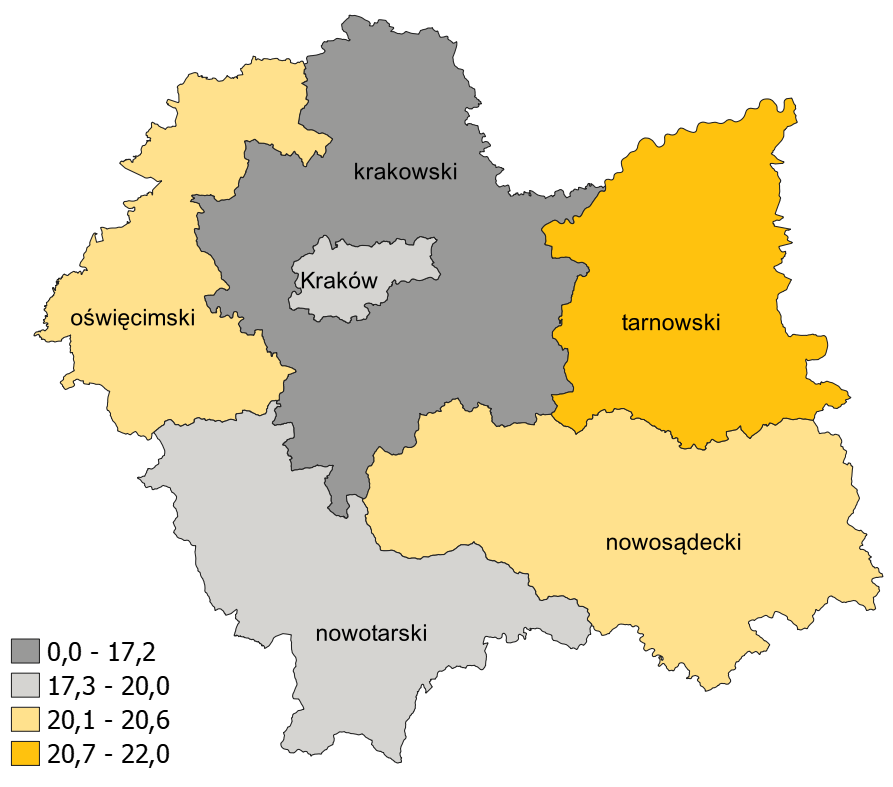 krakowski
Kraków
oświęcimski
tarnowski
nowosądecki
nowotarski
0,0 - 17,2
17,3 - 20,0
20,1 - 20,6
20,7 - 22,0